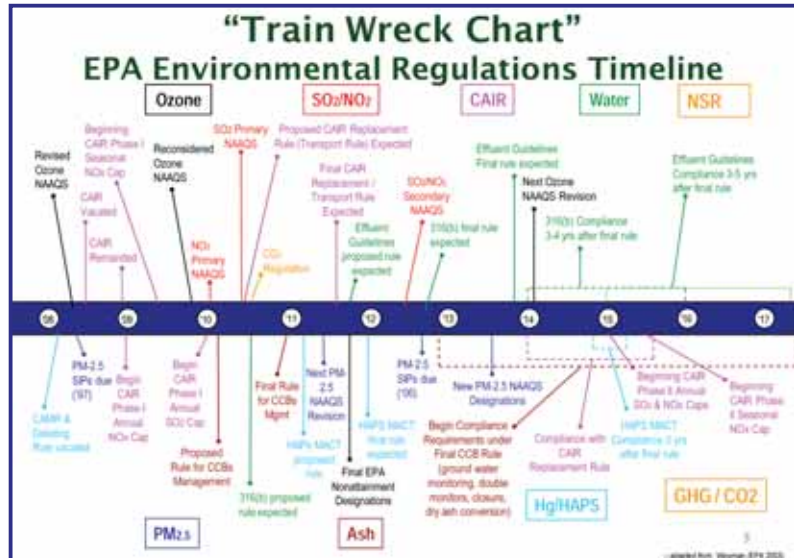 “Train Wreck Chart”
EPA Environmental Regulations Timeline
Ozone
SO₂/NO₂
CAIR
Water
NSR
Revised
Ozone
NAAQS
CAIR
Vacated
Beginning
CAIR Phase I
Seasonal
NOx Cap
CAIR
Remanded
Reconsidered
Ozone
NAAQS
NO₂
Primary
NAAQS
SO₂ Primary
NAAQS
Proposed CAIR Replacement
Rule (Transport Rule) Expected
CO₂
Regulation
Final CAIR
Replacement /
Transport Rule
Expected
Effluent
Guidelines
proposed rule
expected
SO₂/NO₂
Secondary
NAAQS
316(b) final rule
expected
Effluent Guidelines
Final rule expected
Next Ozone
NAAQS Revision
316(b) Compliance
3-4 yrs after final rule
Effluent Guidelines
Compliance 3-5 yrs
after final rule
'08
'09
'10
'11
'12
'13
'14
'15
'16
'17
CAMR &
Delisting
Rule vacated
PM-2.5
SIPs due
('97)
Begin
CAIR
Phase I
Annual
NOx Cap
Begin
CAIR
Phase I
Annual
SO₂ Cap
Proposed
Rule for CCBs
Management
316(b) proposed
rule expected
Final Rule
for CCBs
Mgmt
HAPs MACT
proposed
rule
Next PM-
2.5
NAAQS
Revision
Final EPA
Nonattainment
Designations
HAPS MACT
final rule
expected
PM-2.5
SIPs due
('06)
New PM-2.5 NAAQS
Designations
Begin Compliance
Requirements under
Final CCB Rule
(ground water
monitoring, double
monitors, closure,
dry ash conversion)
Compliance with
CAIR
Replacement Rule
HAPS MACT
Compliance 3 yrs
after final rule
Beginning CAIR
Phase II Annual
SO₂ & NOx Caps
Beginning
CAIR Phase
II Seasonal
NOx Cap
PM2.5
Ash
Hg/HAPS
GHG / CO2
adapted from
(EPA 2003)